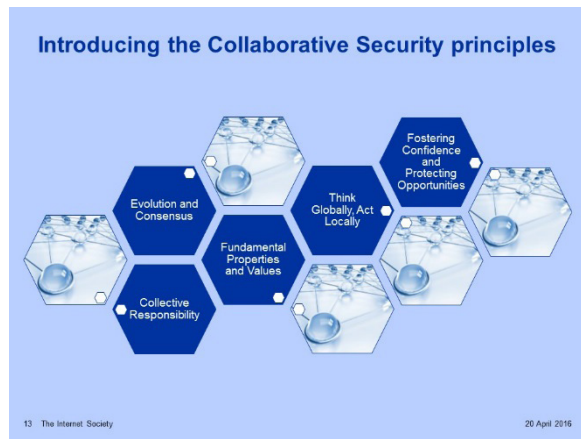 Introducing the Collaborative Security principles
Fostering
Confidence
and
Protecting
Opportunities
Evolution and
Consensus
Think
Globally, Act
Locally
Fundamental
Properties
and Values
Collective
Responsibility
13 The Internet Society
20 April 2016